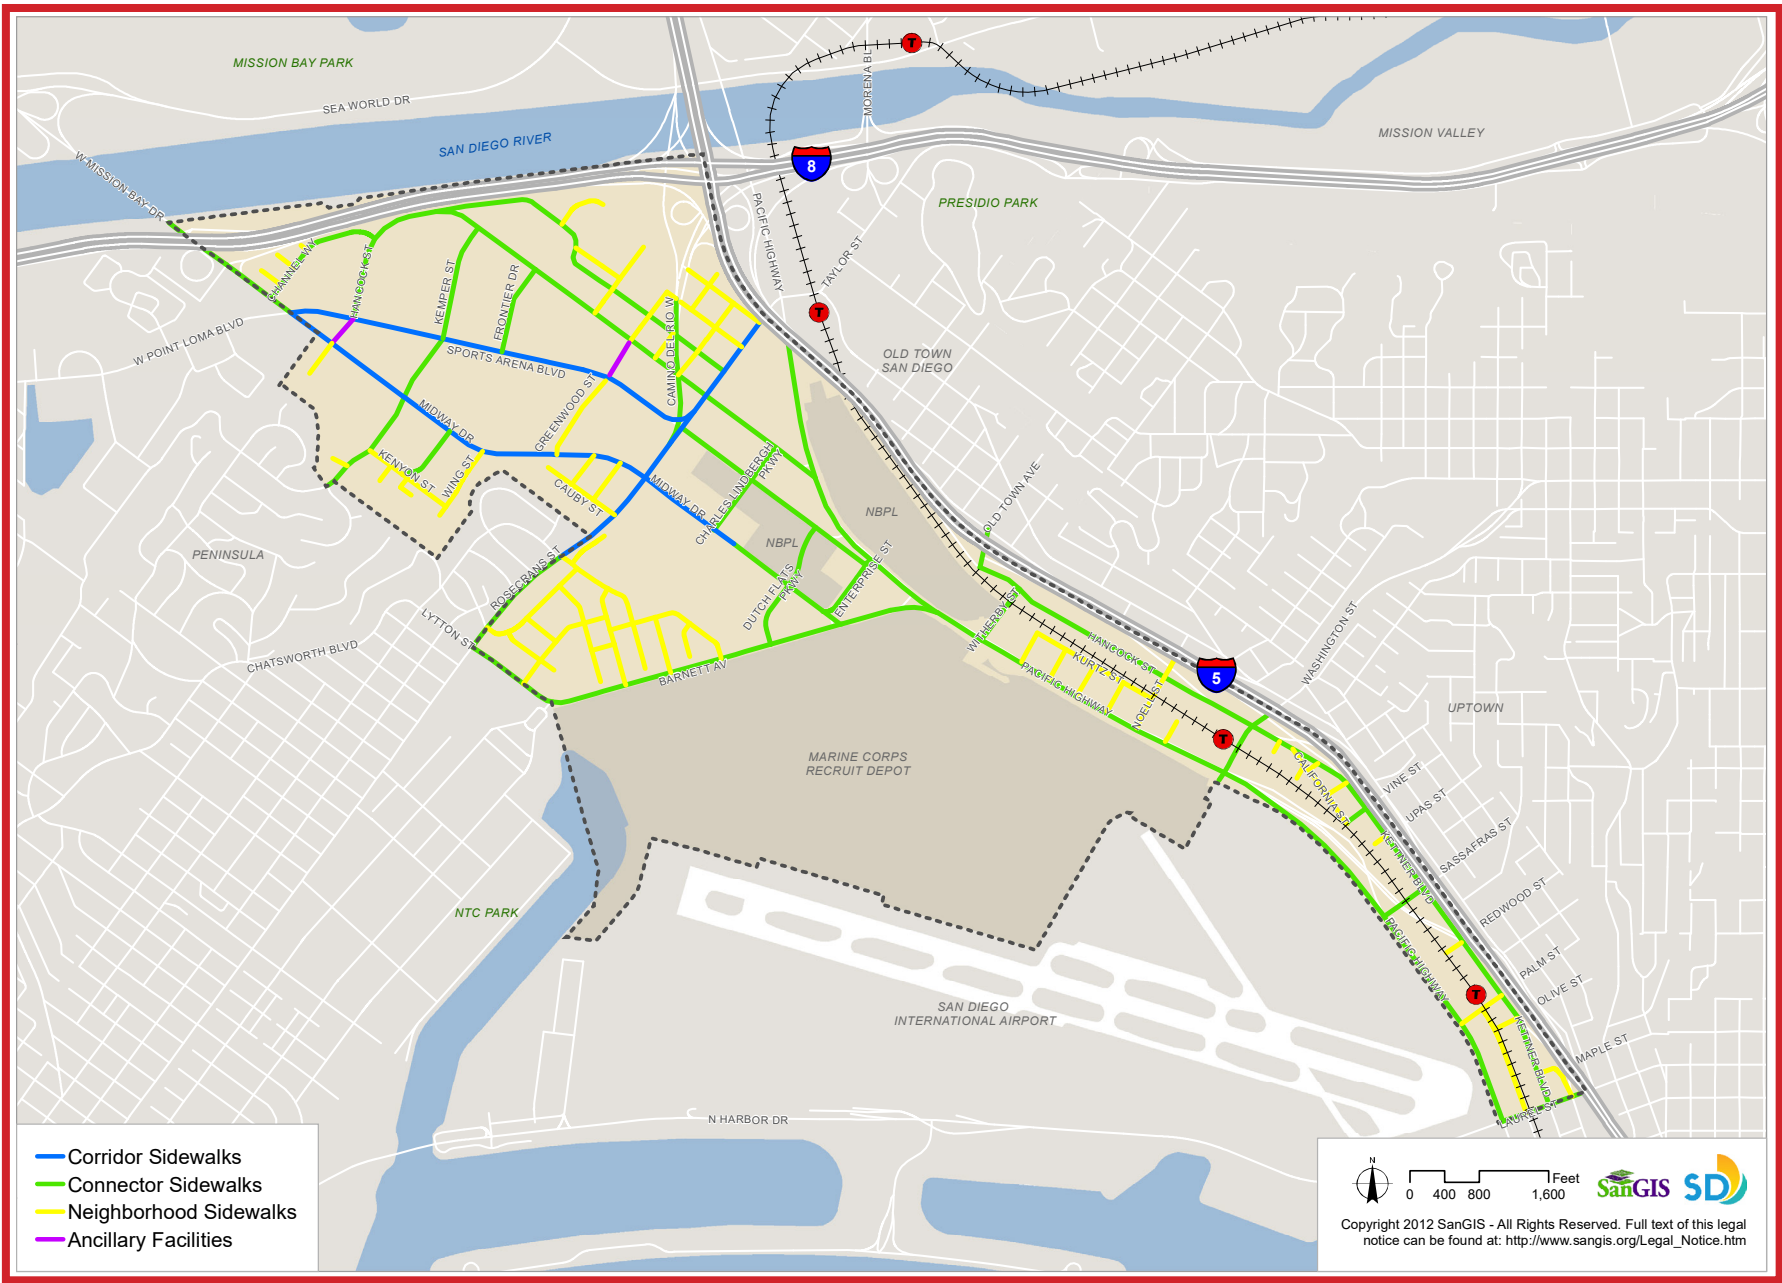 MISSION BAY PARK
SEA WORLD DR
SAN DIEGO RIVER
W MISSION BAY DR
MORENA BL
T
8
MISSION VALLEY
PRESIDIO PARK
PACIFIC HIGHWAY
TAYLOR ST
T
OLD TOWN
SAN DIEGO
CHANNEL WY
HANCOCK ST
KEMPER ST
FRONTIER DR
W POINT LOMA BLVD
SPORTS ARENA BLVD
CAMINO DEL RIO W
MIDWAY DR
GREENWOOD ST
KENYON ST
WING ST
CAUBY ST
MIDWAY DR
CHARLES LINDBERGH
PKWY
NBPL
NBPL
OLD TOWN AVE
PENINSULA
ROSECRANS ST
LYTTON ST
CHATSWORTH BLVD
DUTCH FLATS
PKWY
ENTERPRISE ST
BARNETT AV
WITHERBY ST
HANCOCK ST
KURTZ ST
PACIFIC HIGHWAY
NOELL ST
5
WASHINGTON ST
UPTOWN
T
MARINE CORPS
RECRUIT DEPOT
CALIFORNIA ST
VINE ST
UPAS ST
SASSAFRAS ST
KETTNER BLVD
REDWOOD ST
PACIFIC HIGHWAY
PALM ST
OLIVE ST
T
KETTNER BLVD
MAPLE ST
LAUREL ST
NTC PARK
SAN DIEGO
INTERNATIONAL AIRPORT
N HARBOR DR
Corridor Sidewalks
Connector Sidewalks
Neighborhood Sidewalks
Ancillary Facilities
N
Feet
0 400 800 1,600
SanGIS
SD
Copyright 2012 SanGIS - All Rights Reserved. Full text of this legal
notice can be found at: http://www.sangis.org/Legal_Notice.htm